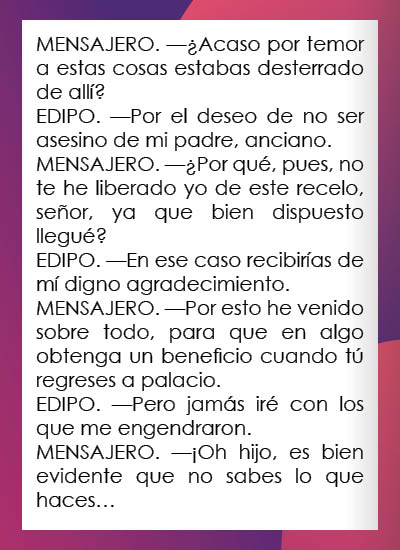 MENSAJERO. —¿Acaso por temor
a estas cosas estabas desterrado
de allí?
EDIPO. —Por el deseo de no ser
asesino de mi padre, anciano.
MENSAJERO. —¿Por qué, pues, no
te he liberado yo de este recelo,
señor, ya que bien dispuesto
llegué?
EDIPO. —En ese caso recibirías de
mí digno agradecimiento.
MENSAJERO. —Por esto he venido
sobre todo, para que en algo
obtenga un beneficio cuando tú
regreses a palacio.
EDIPO. —Pero jamás iré con los
que me engendraron.
MENSAJERO. —¡Oh hijo, es bien
evidente que no sabes lo que
haces...